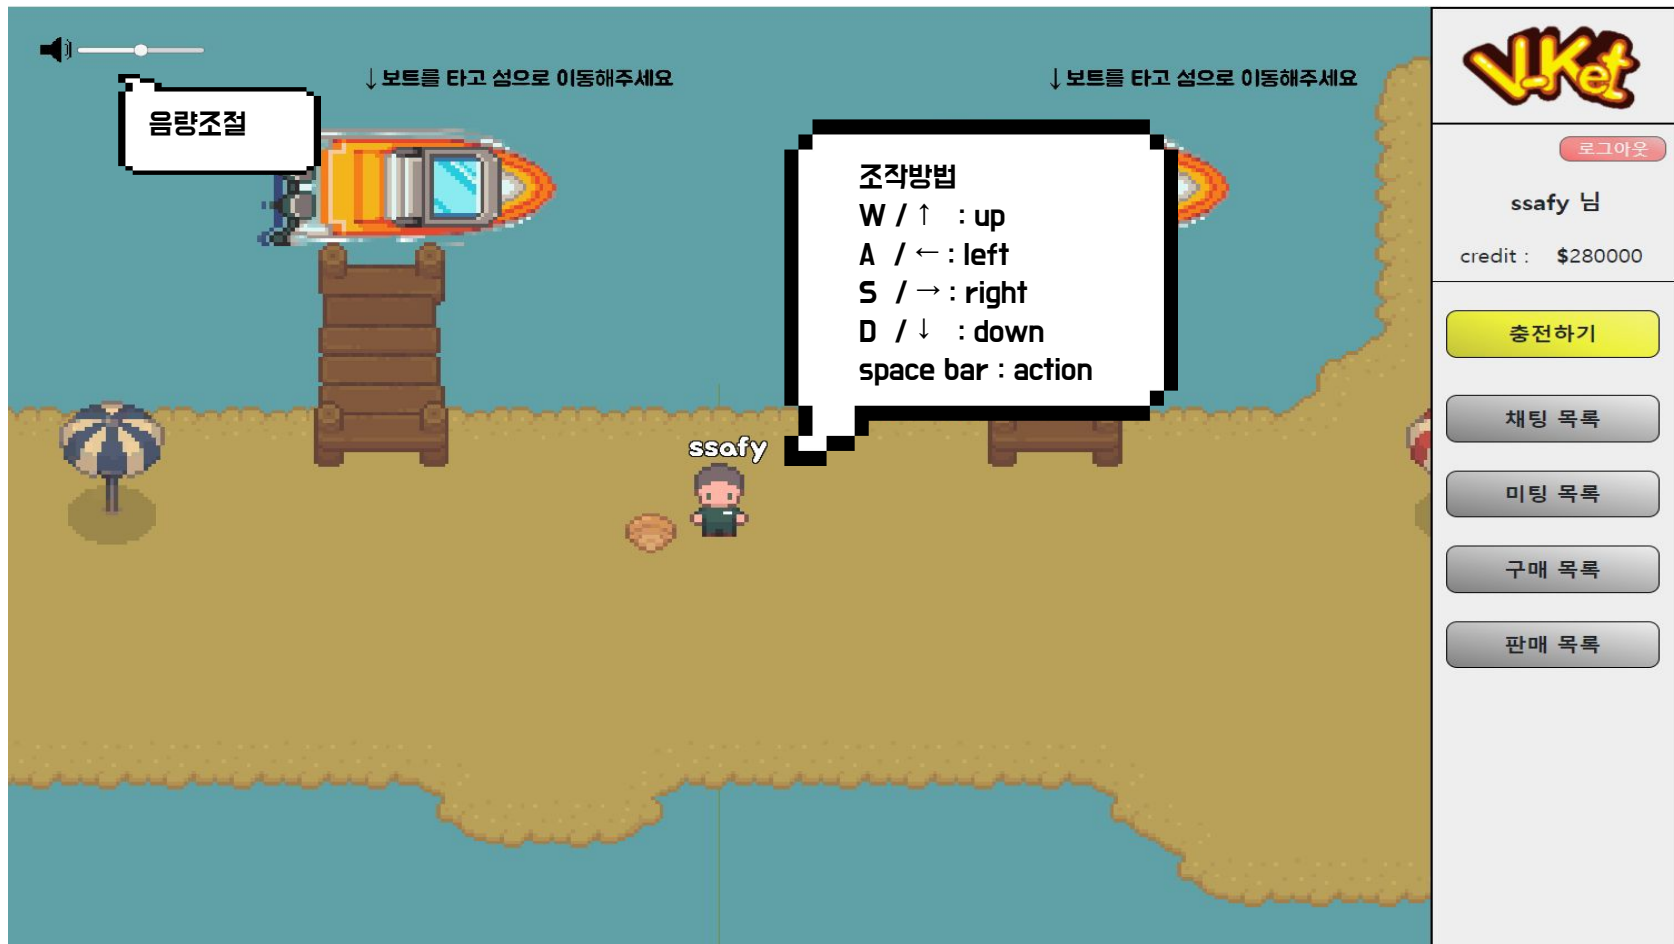 ↓보트를 타고 섬으로 이동해주세요
↓보트를 타고 섬으로 이동해주세요
음량조절
조작방법
W / ↑ : up
A / ← : left
S / → : right
D / ↓ : down
space bar : action
ssafy
V-Ket
로그아웃
ssafy 님
credit : $280000
충전하기
채팅 목록
미팅 목록
구매 목록
판매 목록